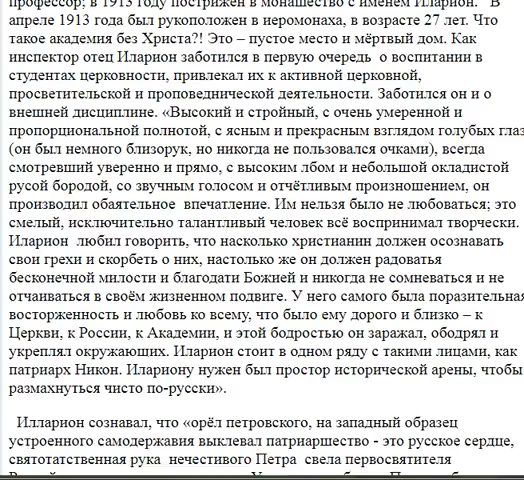 профессор; в 1913 году пострижен в монашество с именем Иларион.   В
апреле 1913 года был рукоположен в иеромонаха, в возрасте 27 лет. Что
такое академия без Христа?! Это – пустое место и мёртвый дом. Как
инспектор отец Иларион заботился в первую очередь  о воспитании в
студентах церковности, привлекал их к активной церковной,
просветительской и проповеднической деятельности. Заботился он и о
внешней дисциплине. «Высокий и стройный, с очень умеренной и
пропорциональной полнотой, с ясным и прекрасным взглядом голубых глаз
(он был немного близорук, но никогда не пользовался очками), всегда
смотревший уверенно и прямо, с высоким лбом и небольшой окладистой
русой бородой, со звучным голосом и отчётливым произношением, он
производил обаятельное  впечатление. Им нельзя было не любоваться; это
смелый, исключительно талантливый человек всё воспринимал творчески.
Иларион  любил говорить, что насколько христианин должен осознавать
свои грехи и скорбеть о них, настолько же он должен радоватья
бесконечной милости и благодати Божией и никогда не сомневаться и не
отчаиваться в своём жизненном подвиге. У него самого была поразительная
восторженность и любовь ко всему, что было ему дорого и близко – к
Церкви, к России, к Академии, и этой бодростью он заражал, ободрял и
укреплял окружаюших. Иларион стоит в одном ряду с такими лицами, как
патриарх Никон. Илариону нужен был простор исторической арены, чтобы
размахнуться чисто по-русски».
Илларион сознавал, что «орёл петровского, на западный образец
устроенного самодержавия выклевал патриаршество - это русское сердце,
святотатственная рука  нечестивого Петра  свела первосвятителя